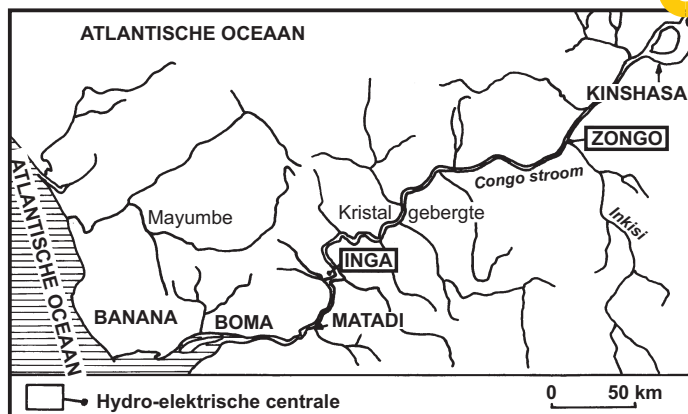 ATLANTISCHE OCEAAN
KINSHASA
ZONGO
ATLANTISCHE OCEAAN
Congo stroom
Mayumbe
Kristal gebergte
Inkisi
INGA
BANANA
BOMA
MATADI
Hydro-elektrische centrale
0 50 km